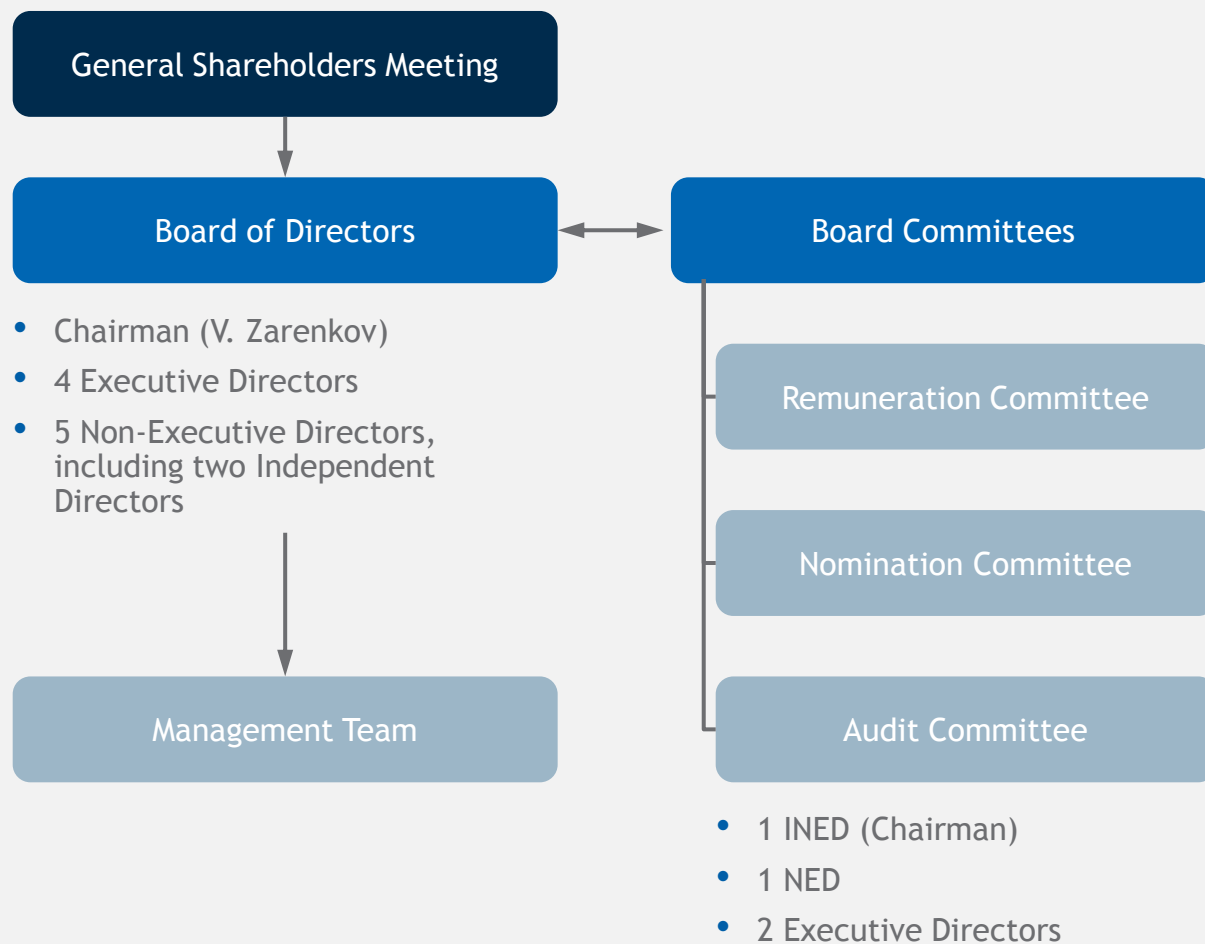 General Shareholders Meeting
Board of Directors
Board Committees
• Chairman (V. Zarenkov)
• 4 Executive Directors
• 5 Non-Executive Directors,
including two Independent
Directors
Remuneration Committee
Nomination Committee
Management Team
Audit Committee
• 1 INED (Chairman)
• 1 NED
• 2 Executive Directors